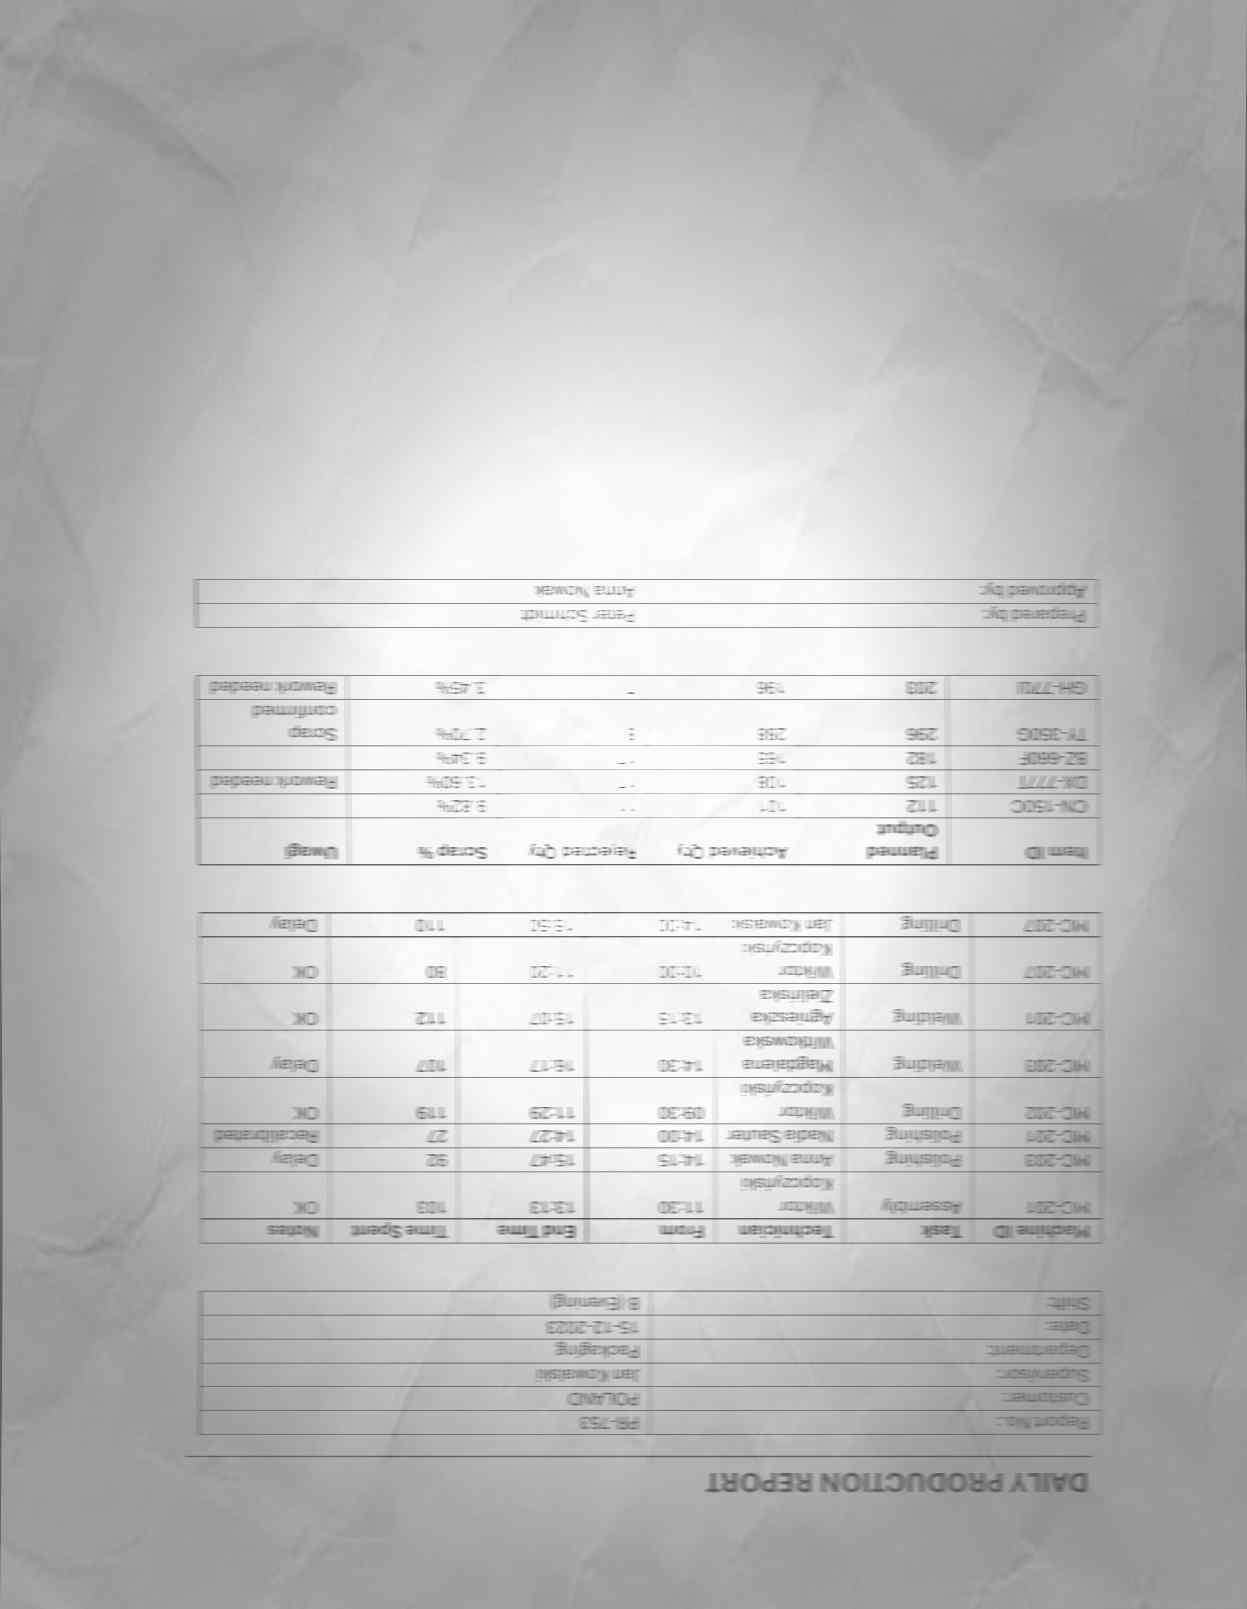 DAILY PRODUCTION REPORT
Report No.: PR-753
Customer: POLAND
Supervisor: Jan Kowalski
Department: Packaging
Date: 15-12-2023
Shift: B (Evening)
Machine ID Task Technician From End Time Time Spent Notes
MC-201 Assembly Wiktor 11:30 13:13 103 OK
Kopczyński
MC-203 Polishing Anna Nowak 14:15 15:47 92 Delay
MC-201 Polishing Nadia Sauter 14:00 14:27 27 Recalibrated
MC-202 Drilling Wiktor 09:30 11:29 119 OK
Kopczyński
MC-203 Welding Magdalena 14:30 16:17 107 Delay
Witkowska
MC-201 Welding Agnieszka 13:15 15:07 112 OK
Zielińska
MC-207 Drilling Wiktor 10:00 11:20 80 OK
Kopczyński
MC-207 Drilling Jan Kowalski 14:00 15:50 110 Delay
Item ID Planned Achieved Qty Rejected Qty Scrap % Uwagi
Output
CN-150C 112 101 11 9.82%
DX-777T 125 108 17 13.60% Rework needed
BZ-660F 182 165 17 9.34%
TY-350G 296 288 8 2.70% Scrap
confirmed
GH-770U 203 196 7 3.45% Rework needed
Prepared by: Peter Schmidt
Approved by: Anna Nowak